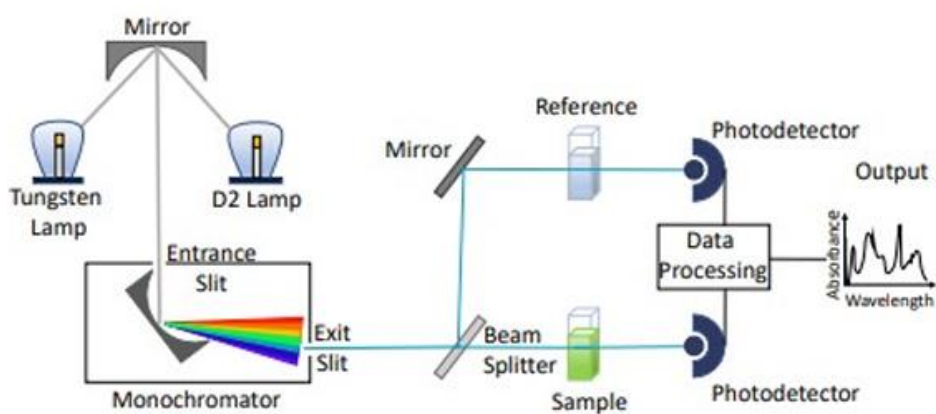 Mirror
Tungsten
Lamp
D2 Lamp
Entrance
Slit
Exit
Slit
Monochromator
Mirror
Reference
Photodetector
Beam
Splitter
Sample
Data
Processing
Photodetector
Output
Absorbance
Wavelength